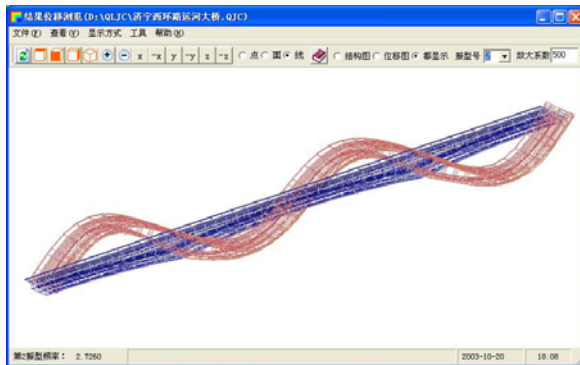 结果位移浏览(D:\QLJC\济宁西环路运河大桥.QJC)
文件(F) 查看(V) 显示方式 工具 帮助(H)
x -x y -y z -z 点 面 线 结构图 位移图 都显示 振型号 放大系数 500
第2振型频率: 2.7260 2003-10-20 18:08